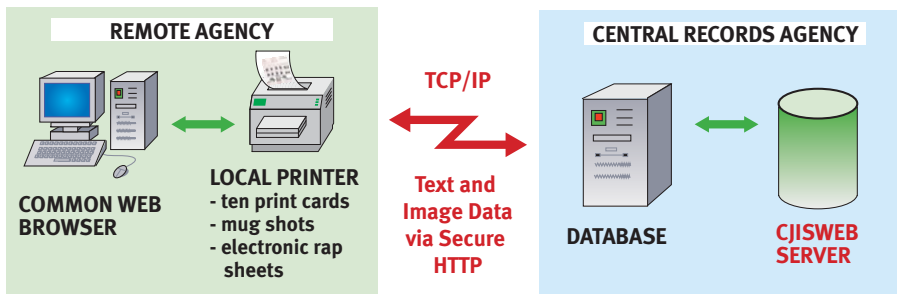 REMOTE AGENCY
COMMON WEB
BROWSER
LOCAL PRINTER
- ten print cards
- mug shots
- electronic rap
sheets
TCP/IP
Text and
Image Data
via Secure
HTTP
CENTRAL RECORDS AGENCY
DATABASE
CJISWEB
SERVER